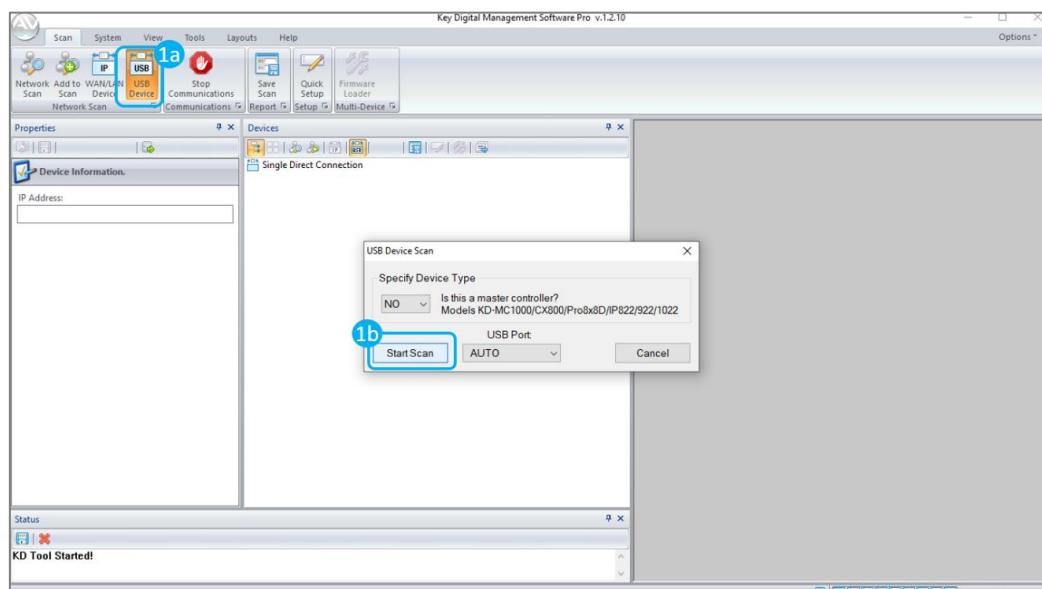 Key Digital Management Software Pro v.1.2.10
Scan System View Tools Layouts Help
Options
1a
Network Scan
Add to Scan
WAN/LAN Device
IP
USB
USB Device
Stop Communications
Save Scan
Quick Setup
Firmware Loader
Network Scan
Communications
Report
Setup
Multi-Device
Properties
Devices
Device Information.
Single Direct Connection
IP Address:
USB Device Scan
Specify Device Type
NO
Is this a master controller?
Models KD-MC1000/CX800/Pro8x8D/IP822/922/1022
1b
USB Port
Start Scan
AUTO
Cancel
Status
KD Tool Started!